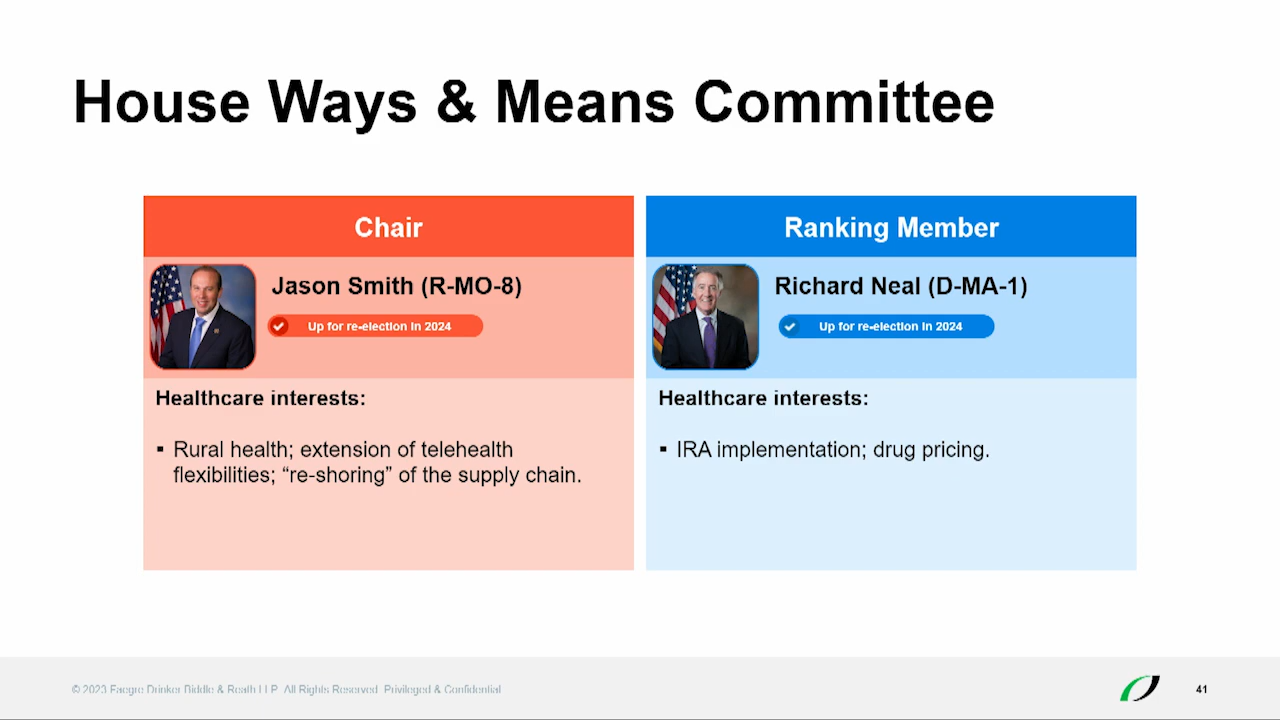 House Ways & Means Committee
Chair
Jason Smith (R-MO-8)
Up for re-election in 2024
Healthcare interests:
▪ Rural health; extension of telehealth
flexibilities; “re-shoring” of the supply chain.
Ranking Member
Richard Neal (D-MA-1)
Up for re-election in 2024
Healthcare interests:
▪ IRA implementation; drug pricing.
© 2023 Faegre Drinker Biddle & Reath LLP. All Rights Reserved. Privileged & Confidential
41